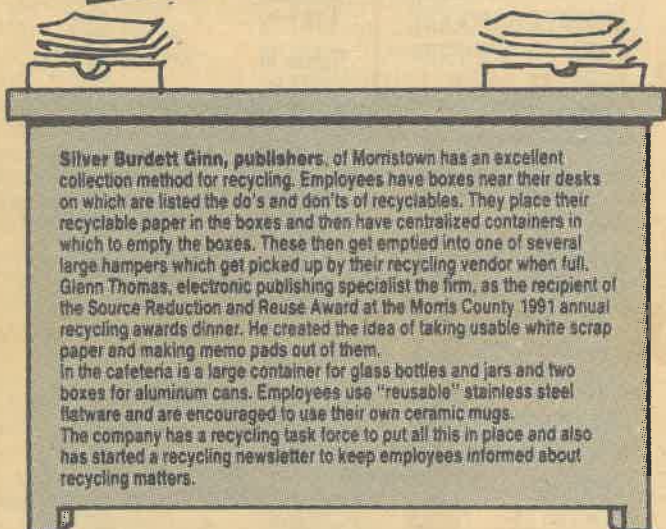 Silver Burdett Ginn, publishers, of Morristown has an excellent
collection method for recycling. Employees have boxes near their desks
on which are listed the do's and don'ts of recyclables. They place their
recyclable paper in the boxes and then have centralized containers in
which to empty the boxes. These then get emptied into one of several
large hampers which get picked up by their recycling vendor when full.
Glenn Thomas, electronic publishing specialist the firm, as the recipient of
the Source Reduction and Reuse Award at the Morris County 1991 annual
recycling awards dinner. He created the idea of taking usable white scrap
paper and making memo pads out of them.
In the cafeteria is a large container for glass bottles and jars and two
boxes for aluminum cans. Employees use "reusable" stainless steel
flatware and are encouraged to use their own ceramic mugs.
The company has a recycling task force to put all this in place and also
has started a recycling newsletter to keep employees informed about
recycling matters.